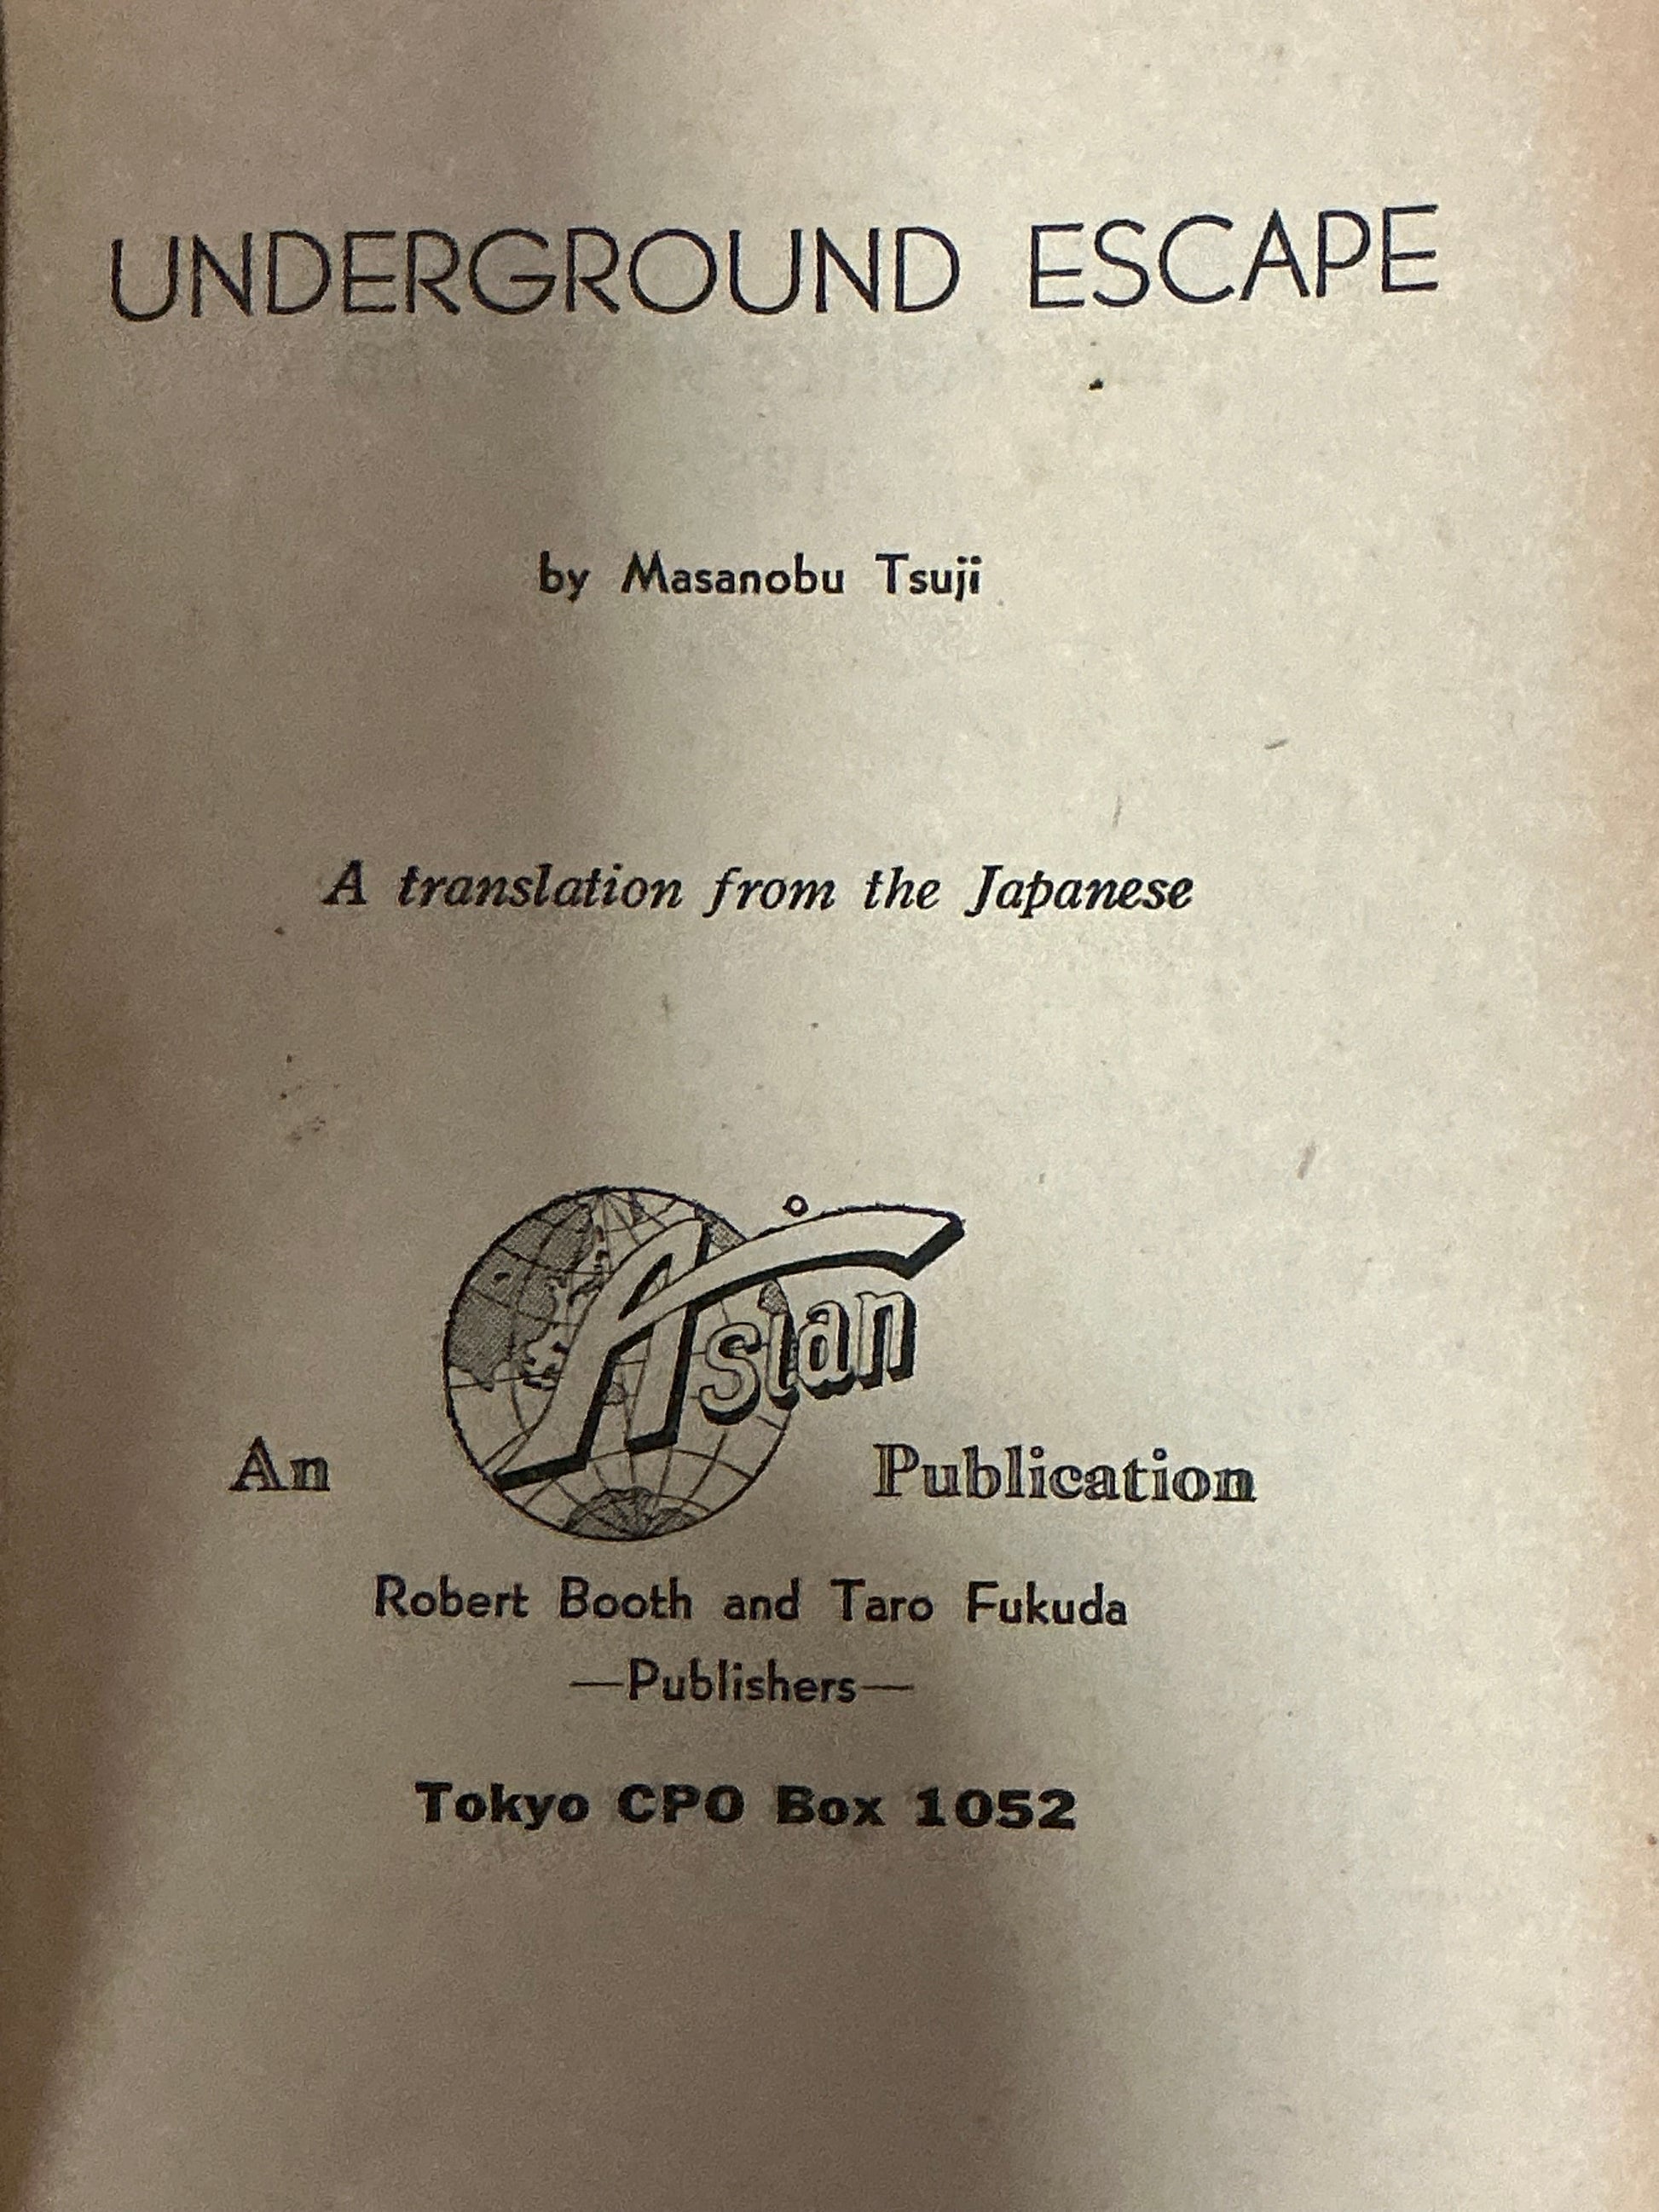 UNDERGROUND ESCAPE
by Masanobu Tsuji
A translation from the Japanese
An Asian Publication
Robert Booth and Taro Fukuda
—Publishers—
Tokyo CPO Box 1052